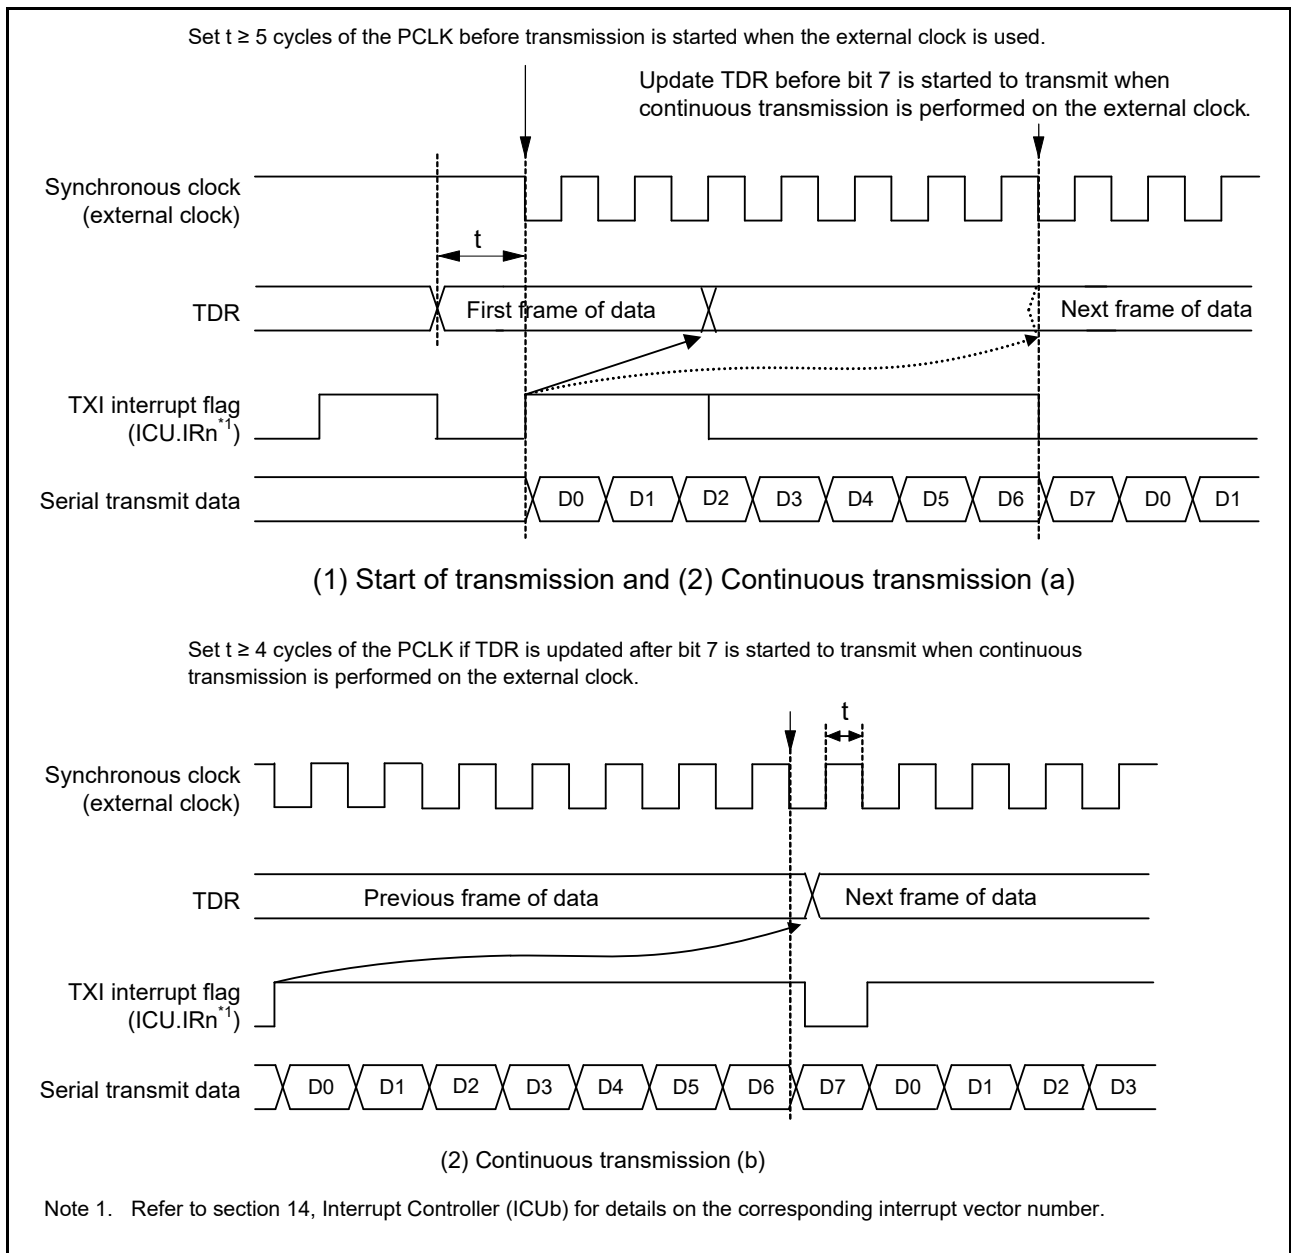 Set t ≥ 5 cycles of the PCLK before transmission is started when the external clock is used.
Update TDR before bit 7 is started to transmit when
continuous transmission is performed on the external clock.
Synchronous clock
(external clock)
t
TDR
First frame of data
Next frame of data
TXI interrupt flag
(ICU.IRn*1)
Serial transmit data
D0 D1 D2 D3 D4 D5 D6 D7 D0 D1
(1) Start of transmission and (2) Continuous transmission (a)
Set t ≥ 4 cycles of the PCLK if TDR is updated after bit 7 is started to transmit when continuous
transmission is performed on the external clock.
t
Synchronous clock
(external clock)
TDR
Previous frame of data
Next frame of data
TXI interrupt flag
(ICU.IRn*1)
Serial transmit data
D0 D1 D2 D3 D4 D5 D6 D7 D0 D1 D2 D3
(2) Continuous transmission (b)
Note 1. Refer to section 14, Interrupt Controller (ICUb) for details on the corresponding interrupt vector number.